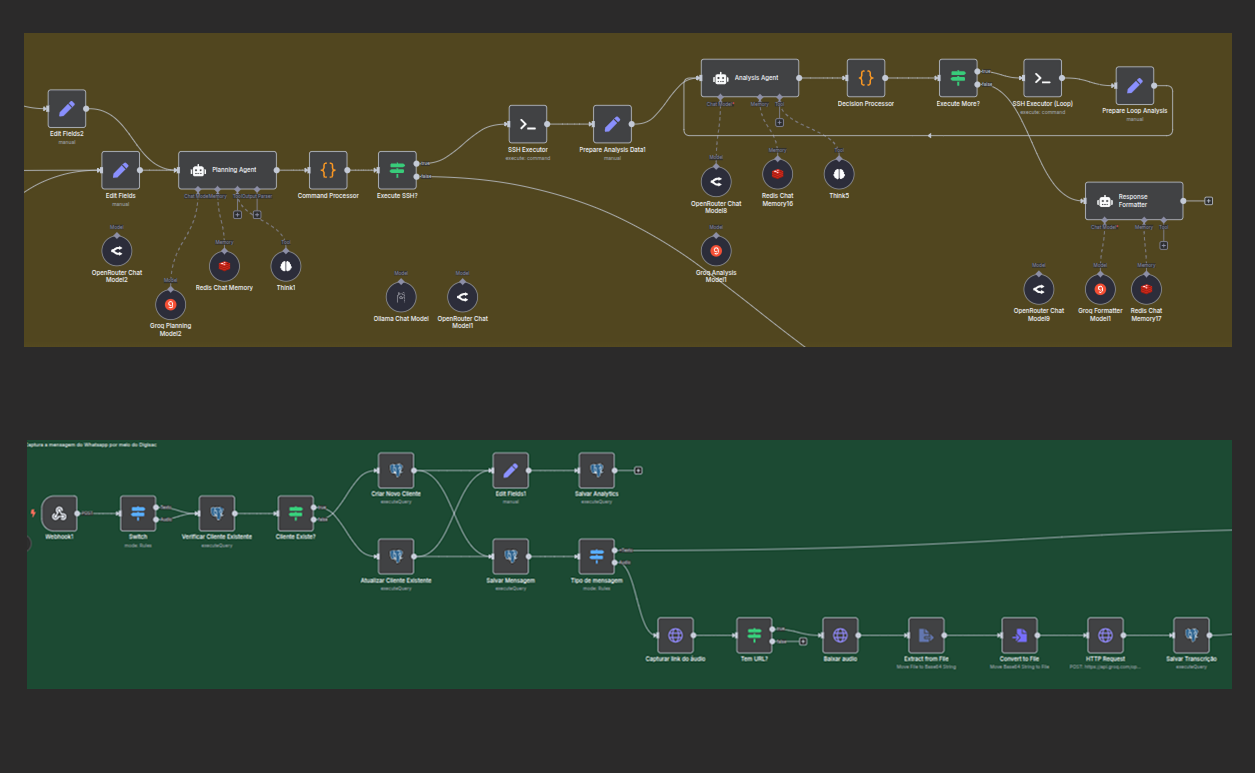 Edit Fields2
manual
Edit Fields
manual
Planning Agent
Chat Model
Memory
Tool
Output Parser
Command Processor
Execute SSH?
true
false
SSH Executor
execute: command
Prepare Analysis Data1
manual
Analysis Agent
Chat Model*
Memory
Tool
Decision Processor
Execute More?
true
false
SSH Executor (Loop)
execute: command
Prepare Loop Analysis
manual
Response
Formatter
Chat Model*
Memory
Tool
Model
OpenRouter Chat
Model2
Model
Groq Planning
Model2
Memory
Redis Chat Memory
Tool
Think1
Model
Ollama Chat Model
Model
OpenRouter Chat
Model1
Model
OpenRouter Chat
Model8
Memory
Redis Chat
Memory16
Tool
Think5
Model
Groq Analysis
Model1
Model
OpenRouter Chat
Model9
Model
Groq Formatter
Model1
Memory
Redis Chat
Memory17
Captura a mensagem do Whatsapp por meio do Digisac
Webhook1
POST
Switch
mode: Rules
Texto
Audio
Verificar Cliente Existente
executeQuery
Cliente Existe?
true
false
Criar Novo Cliente
executeQuery
Atualizar Cliente Existente
executeQuery
Edit Fields1
manual
Salvar Analytics
executeQuery
Salvar Mensagem
executeQuery
Tipo de mensagem
mode: Rules
Texto
Audio
Capturar link do áudio
Tem URL?
true
false
Baixar audio
Extract from File
Move File to Base64 String
Convert to File
Move Base64 String to File
HTTP Request
POST: https://api.groq.com/op...
Salvar Transcrição
executeQuery